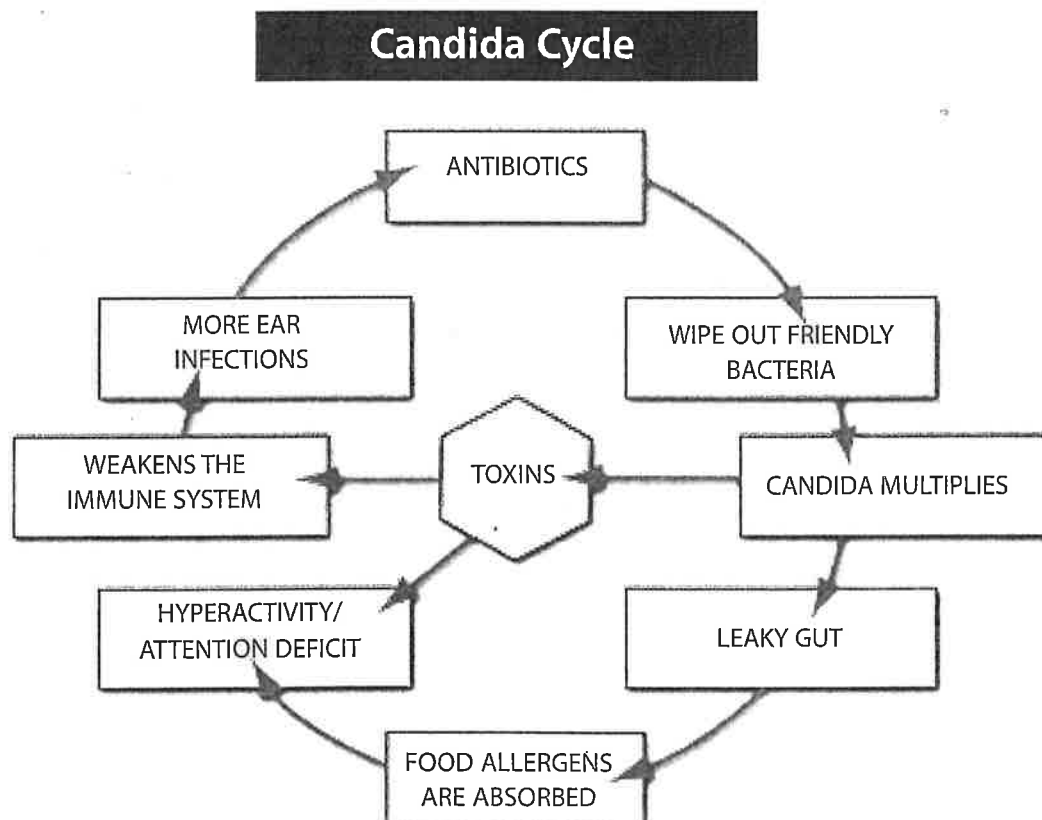 Candida Cycle
ANTIBIOTICS
WIPE OUT FRIENDLY
BACTERIA
CANDIDA MULTIPLIES
LEAKY GUT
FOOD ALLERGENS
ARE ABSORBED
HYPERACTIVITY/
ATTENTION DEFICIT
TOXINS
WEAKENS THE
IMMUNE SYSTEM
MORE EAR
INFECTIONS